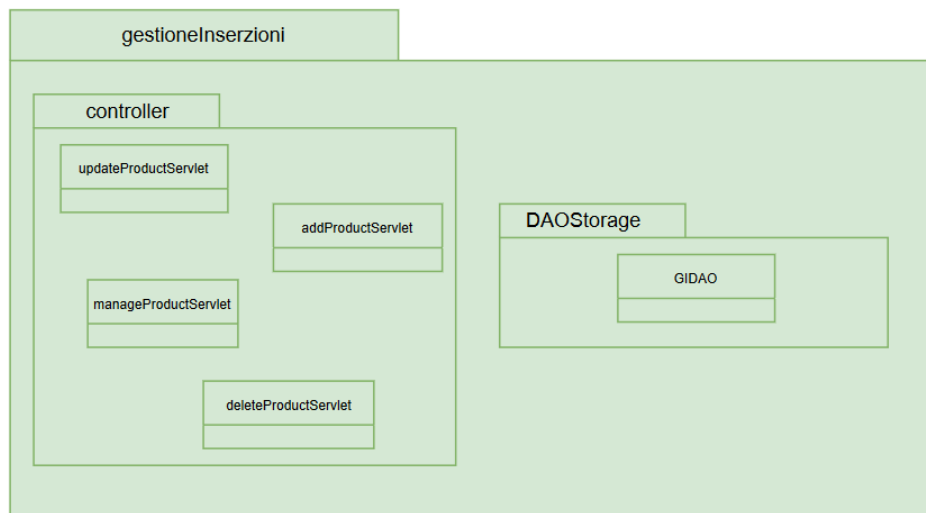 gestioneInserzioni
controller
updateProductServlet
addProductServlet
manageProductServlet
deleteProductServlet
DAOStorage
GIDAO